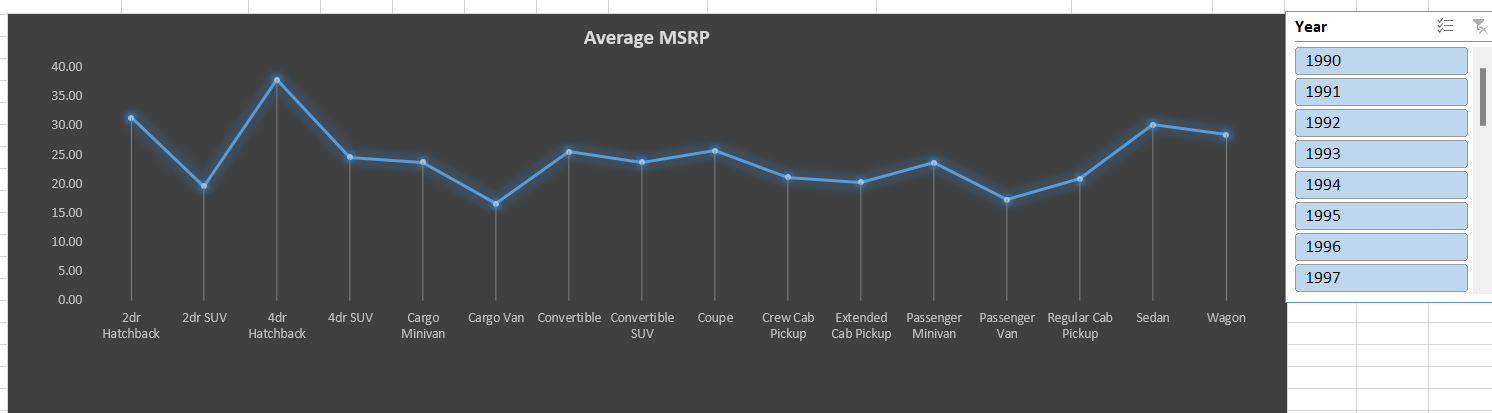 Average MSRP
40.00
35.00
30.00
25.00
20.00
15.00
10.00
5.00
0.00
2dr
Hatchback
2dr SUV
4dr
Hatchback
4dr SUV
Cargo
Minivan
Cargo Van
Convertible
Convertible
SUV
Coupe
Crew Cab
Pickup
Extended
Cab Pickup
Passenger
Minivan
Passenger
Van
Regular Cab
Pickup
Sedan
Wagon
Year
1990
1991
1992
1993
1994
1995
1996
1997